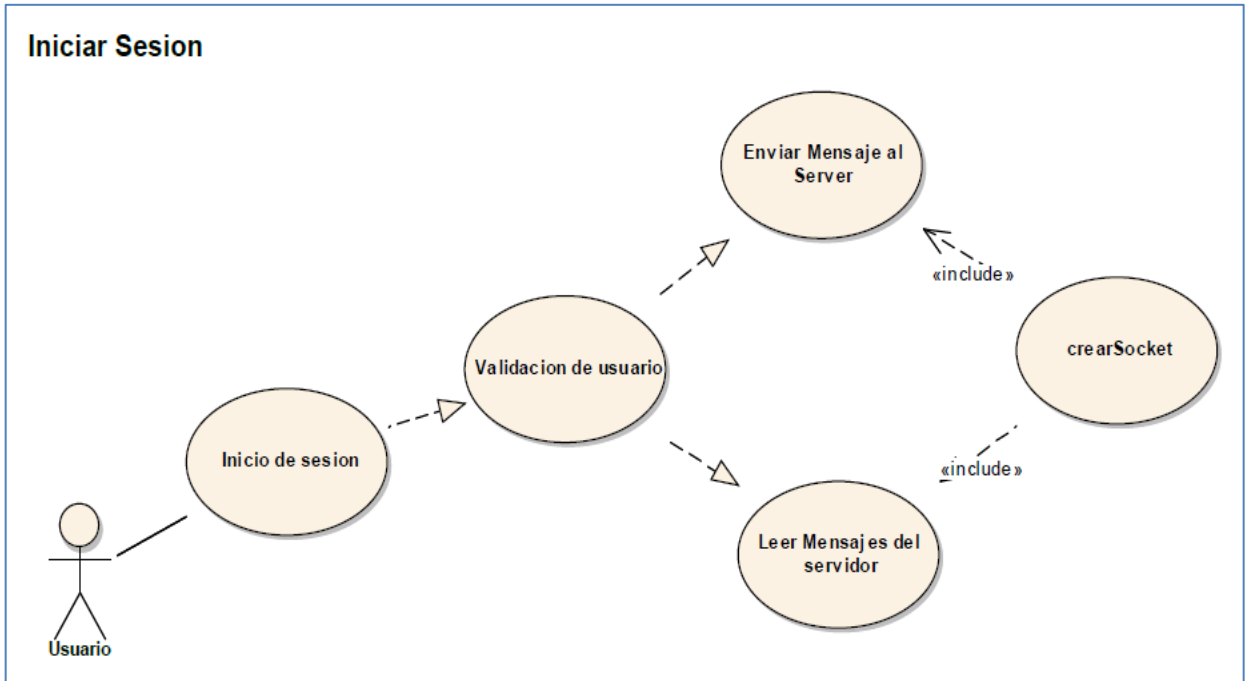 Iniciar Sesion
Enviar Mensaje al
Server
«include»
crearSocket
Validacion de usuario
Inicio de sesion
«include»
Leer Mensajes del
servidor
Usuario